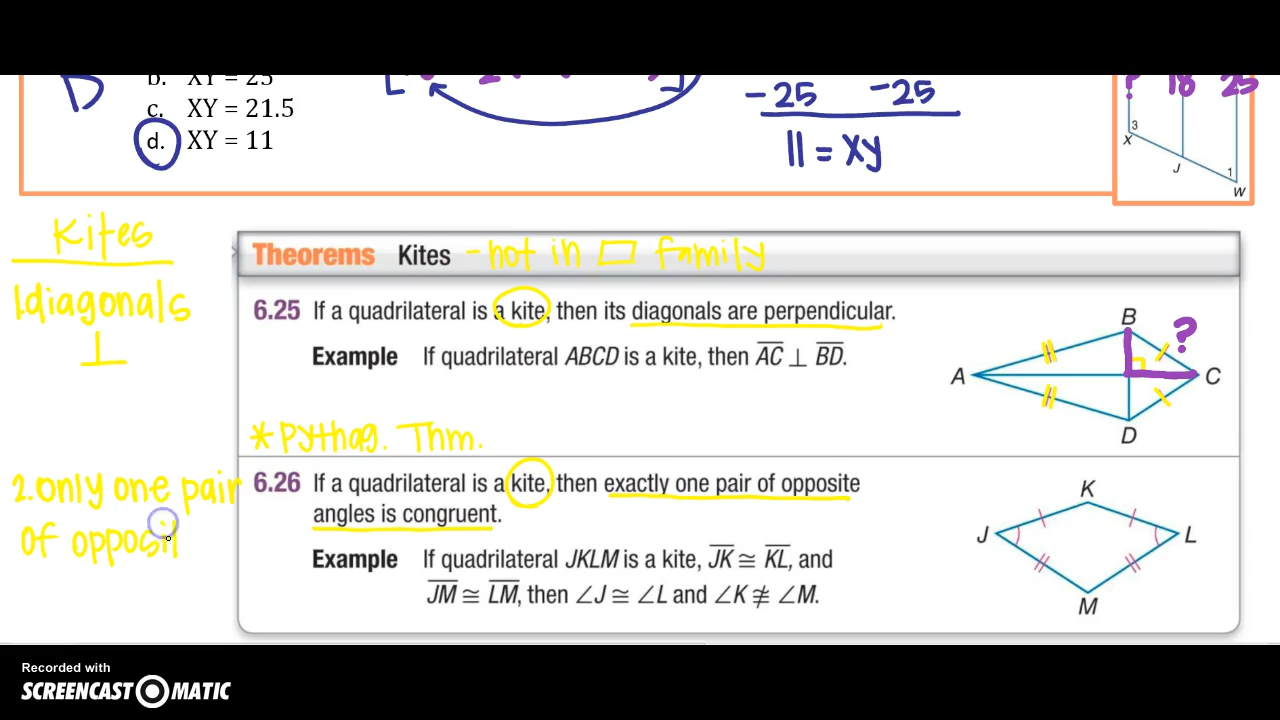 b. XY = 25
-25 -25
? 18 25
c. XY = 21.5
d. XY = 11
11 = XY
3
X
J
1
W
Kites
1.diagonals
⊥
Theorems Kites - not in ▱ family
6.25 If a quadrilateral is a kite, then its diagonals are perpendicular.
Example If quadrilateral ABCD is a kite, then AC ⊥ BD.
B
?
A
C
D
*Pythag. Thm.
2.only one pair
of opposit
6.26 If a quadrilateral is a kite, then exactly one pair of opposite
angles is congruent.
Example If quadrilateral JKLM is a kite, JK ≅ KL, and
JM ≅ LM, then ∠J ≅ ∠L and ∠K ≇ ∠M.
K
J
L
M
Recorded with
SCREENCAST-O-MATIC